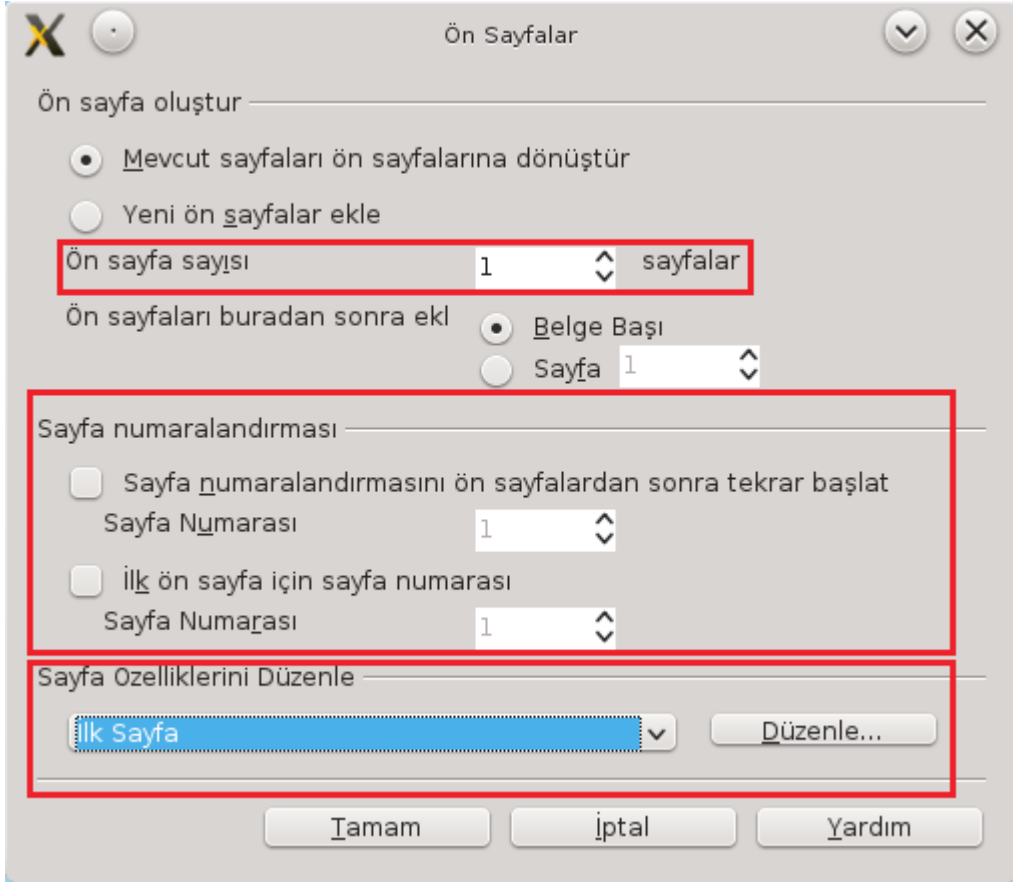 Ön Sayfalar
Ön sayfa oluştur
Mevcut sayfaları ön sayfalarına dönüştür
Yeni ön sayfalar ekle
Ön sayfa sayısı 1 sayfalar
Ön sayfaları buradan sonra ekl
Belge Başı
Sayfa 1
Sayfa numaralandırması
Sayfa numaralandırmasını ön sayfalardan sonra tekrar başlat
Sayfa Numarası 1
İlk ön sayfa için sayfa numarası
Sayfa Numarası 1
Sayfa Özelliklerini Düzenle
İlk Sayfa Düzenle...
Tamam İptal Yardım